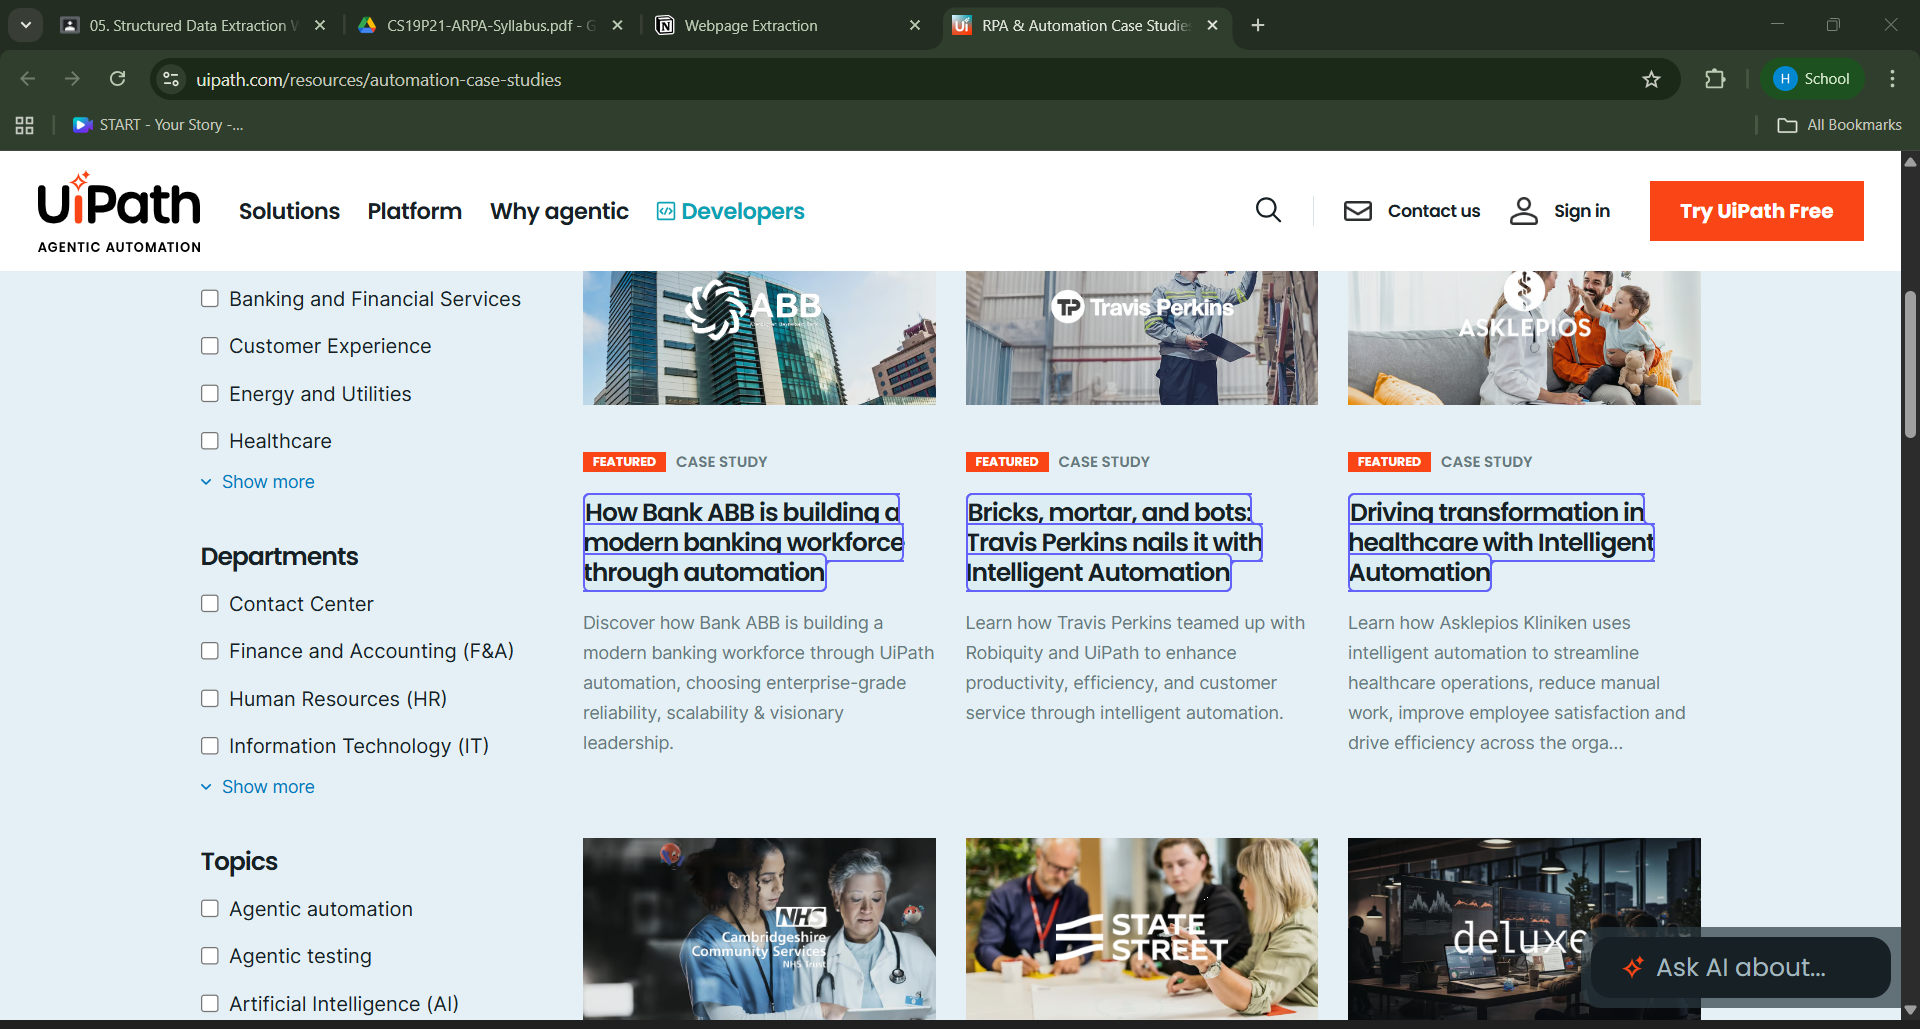 05. Structured Data Extraction
CS19P21-ARPA-Syllabus.pdf - G
Webpage Extraction
RPA & Automation Case Studies
uipath.com/resources/automation-case-studies
H School
START - Your Story -...
All Bookmarks
UiPath
AGENTIC AUTOMATION
Solutions
Platform
Why agentic
Developers
Contact us
Sign in
Try UiPath Free
Banking and Financial Services
Customer Experience
Energy and Utilities
Healthcare
Show more
Departments
Contact Center
Finance and Accounting (F&A)
Human Resources (HR)
Information Technology (IT)
Show more
Topics
Agentic automation
Agentic testing
Artificial Intelligence (AI)
ABB
FEATURED CASE STUDY
How Bank ABB is building a
modern banking workforce
through automation
Discover how Bank ABB is building a
modern banking workforce through UiPath
automation, choosing enterprise-grade
reliability, scalability & visionary
leadership.
TP Travis Perkins
FEATURED CASE STUDY
Bricks, mortar, and bots:
Travis Perkins nails it with
Intelligent Automation
Learn how Travis Perkins teamed up with
Robiquity and UiPath to enhance
productivity, efficiency, and customer
service through intelligent automation.
ASKLEPIOS
FEATURED CASE STUDY
Driving transformation in
healthcare with Intelligent
Automation
Learn how Asklepios Kliniken uses
intelligent automation to streamline
healthcare operations, reduce manual
work, improve employee satisfaction and
drive efficiency across the orga...
NHS
Cambridgeshire
Community Services
NHS Trust
STATE
STREET
deluxe
Ask AI about...